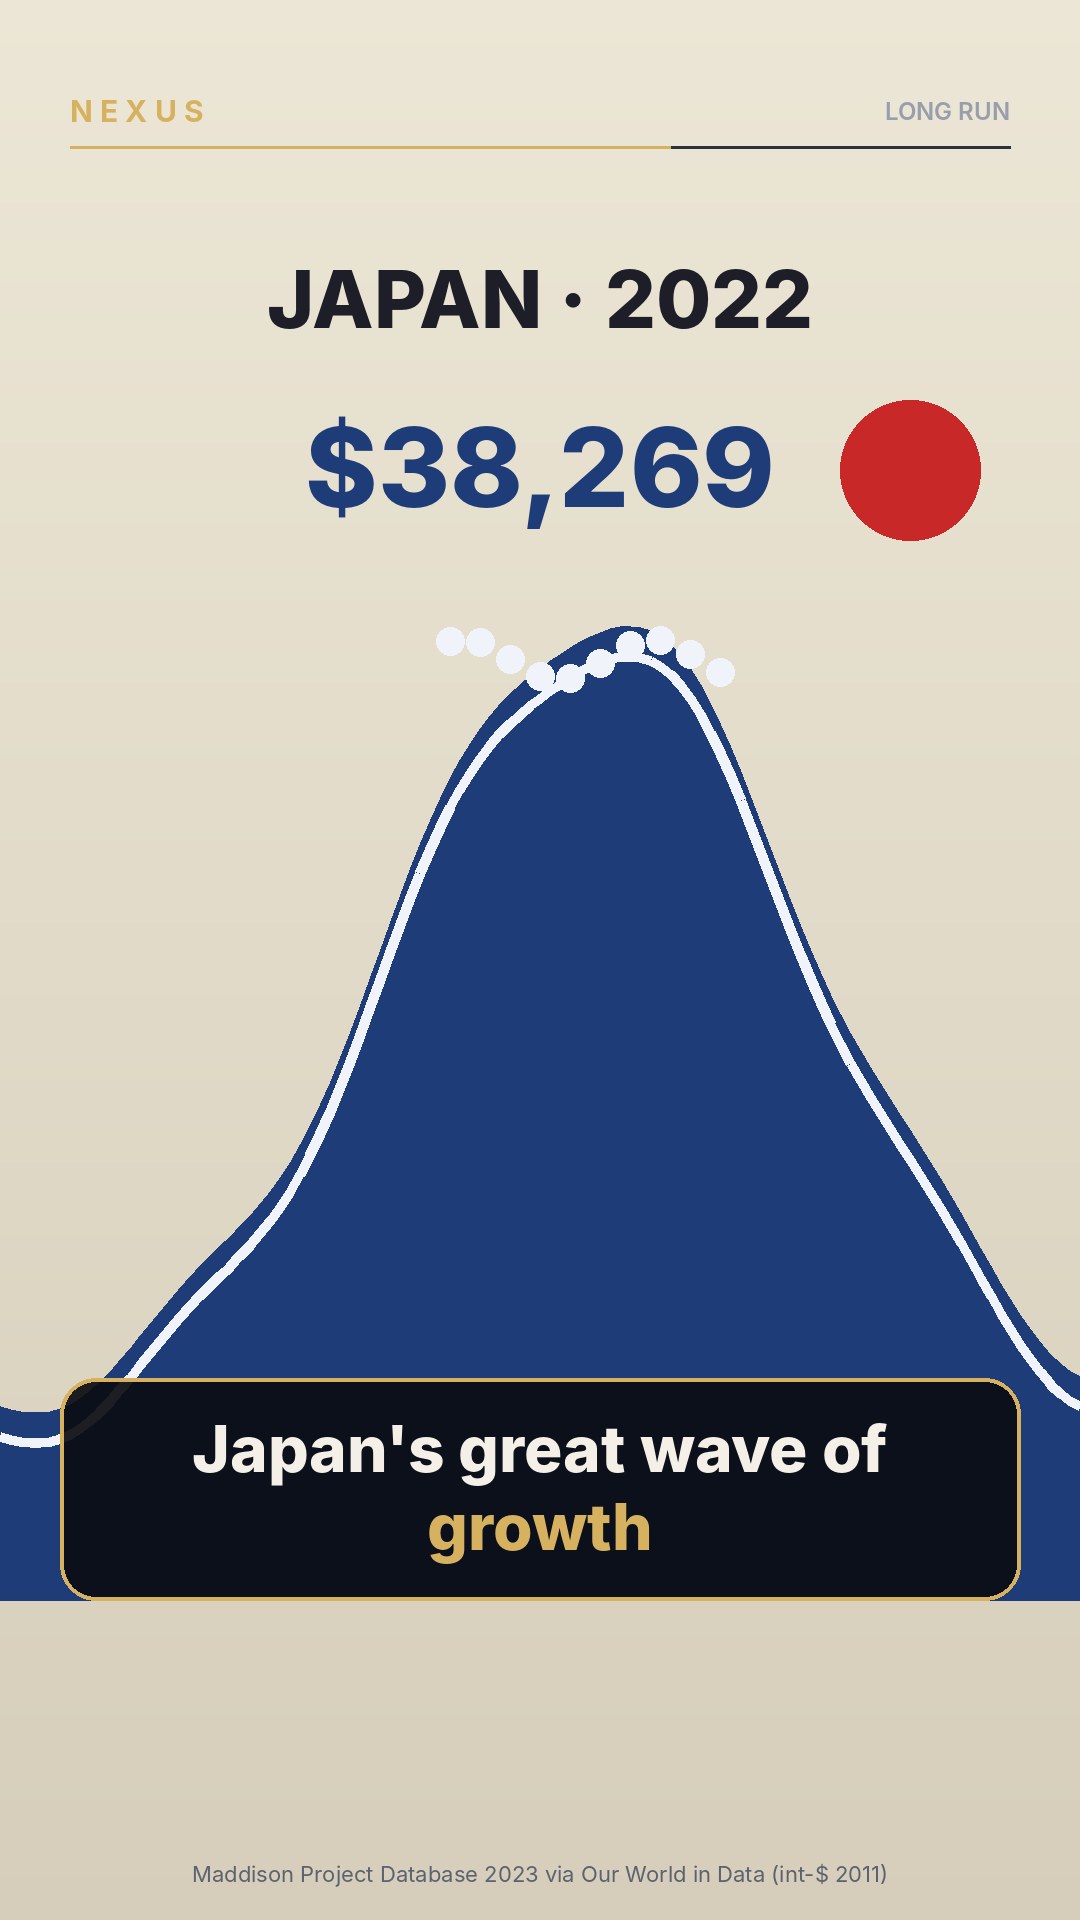 NEXUS
LONG RUN
JAPAN · 2022
$38,269
Japan's great wave of
growth
Maddison Project Database 2023 via Our World in Data (int-$ 2011)